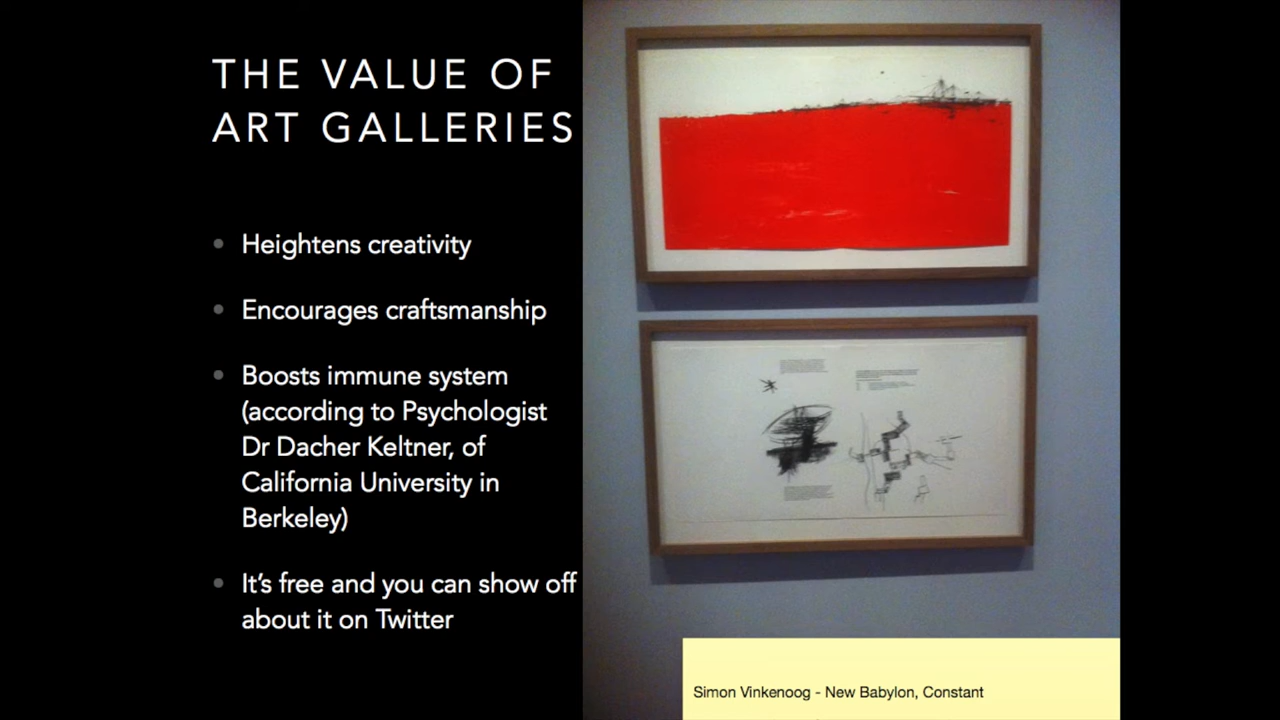 THE VALUE OF
ART GALLERIES
Heightens creativity
Encourages craftsmanship
Boosts immune system
(according to Psychologist
Dr Dacher Keltner, of
California University in
Berkeley)
It’s free and you can show off
about it on Twitter
Simon Vinkenoog - New Babylon, Constant